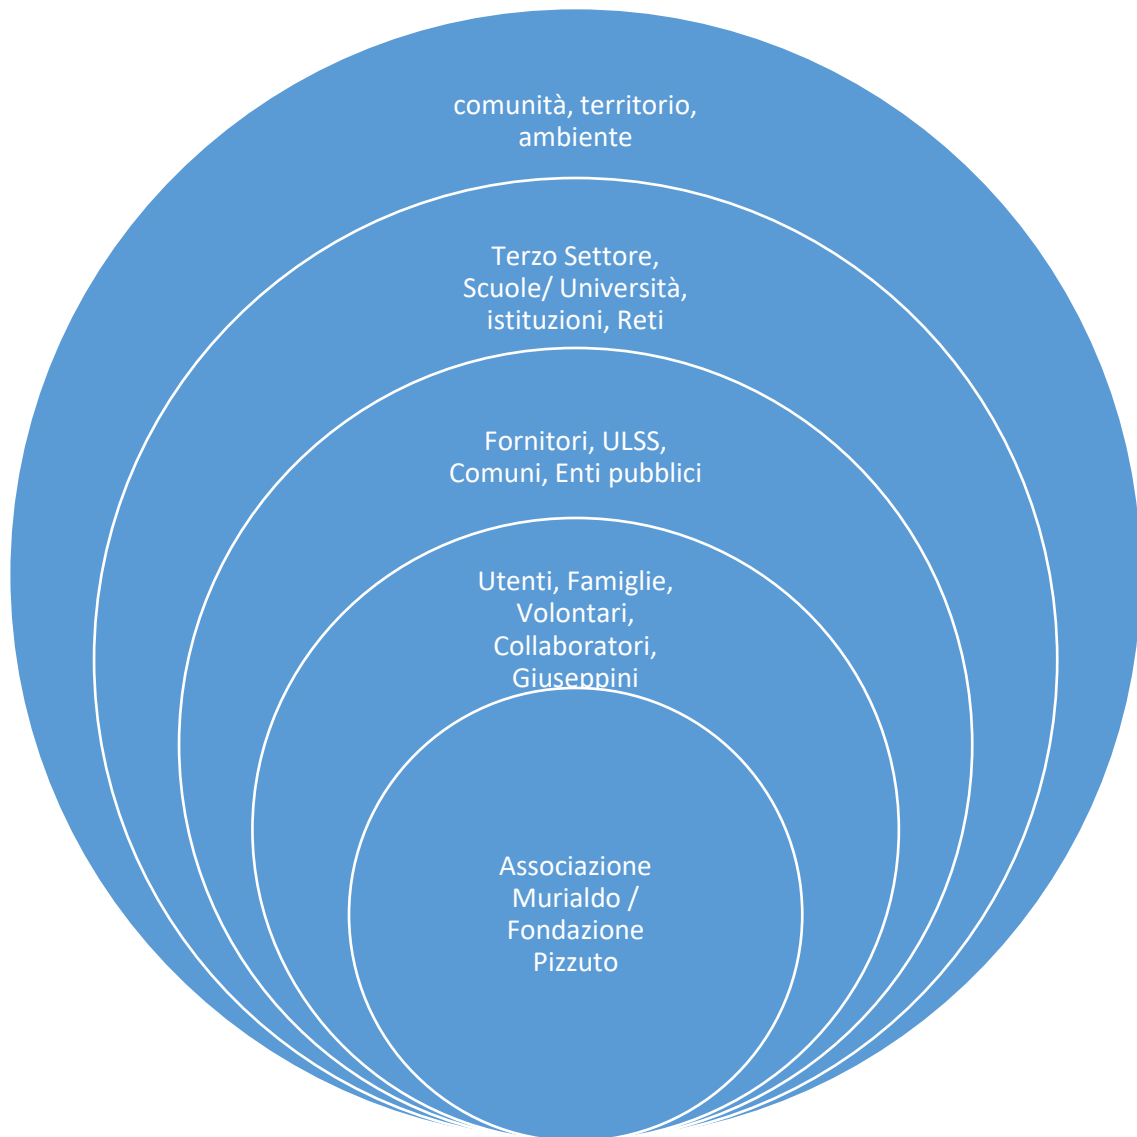 comunità, territorio,
ambiente
Terzo Settore,
Scuole/ Università,
istituzioni, Reti
Fornitori, ULSS,
Comuni, Enti pubblici
Utenti, Famiglie,
Volontari,
Collaboratori,
Giuseppini
Associazione
Murialdo /
Fondazione
Pizzuto